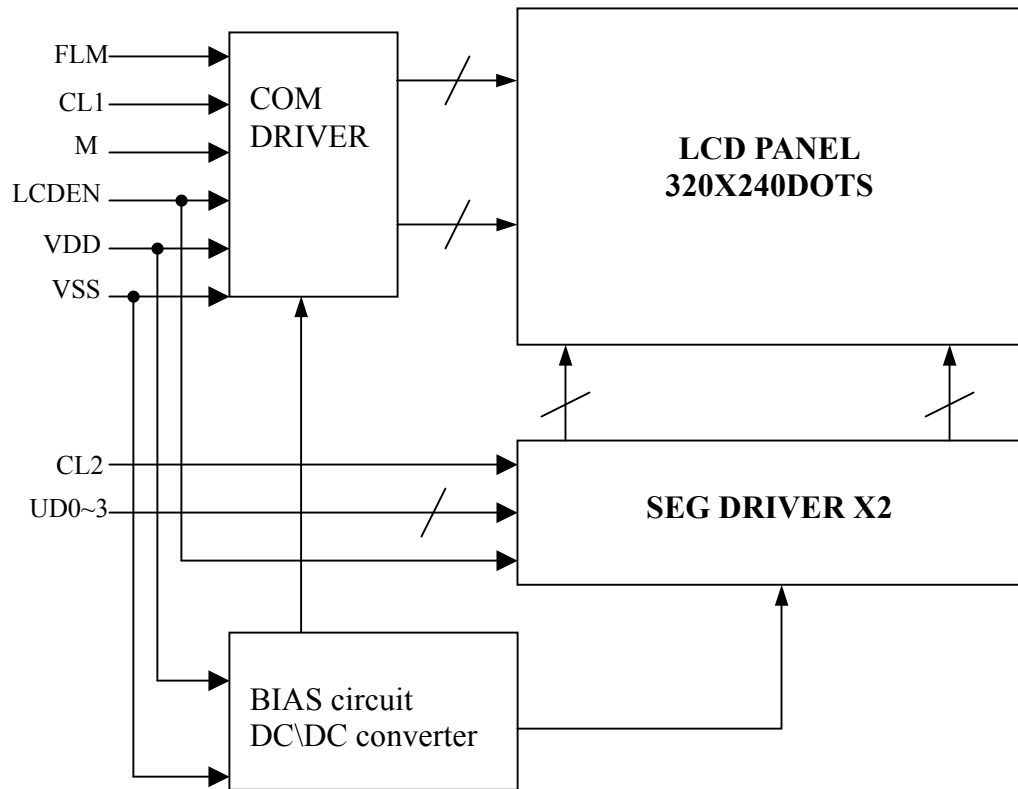 FLM
CL1
M
LCDEN
VDD
VSS
COM
DRIVER
LCD PANEL
320X240DOTS
CL2
UD0~3
SEG DRIVER X2
BIAS circuit
DC\DC converter